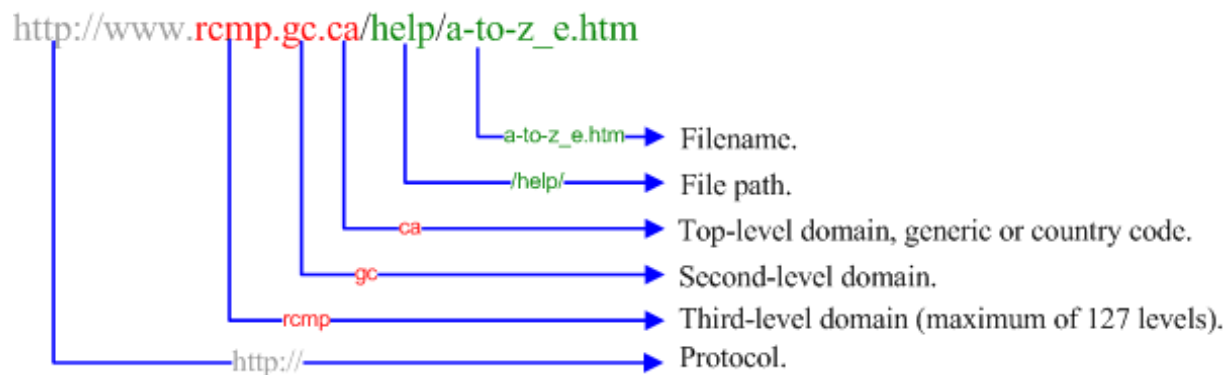 http://www.rcmp.gc.ca/help/a-to-z_e.htm
a-to-z_e.htm Filename.
/help/ File path.
ca Top-level domain, generic or country code.
gc Second-level domain.
rcmp Third-level domain (maximum of 127 levels).
http:// Protocol.